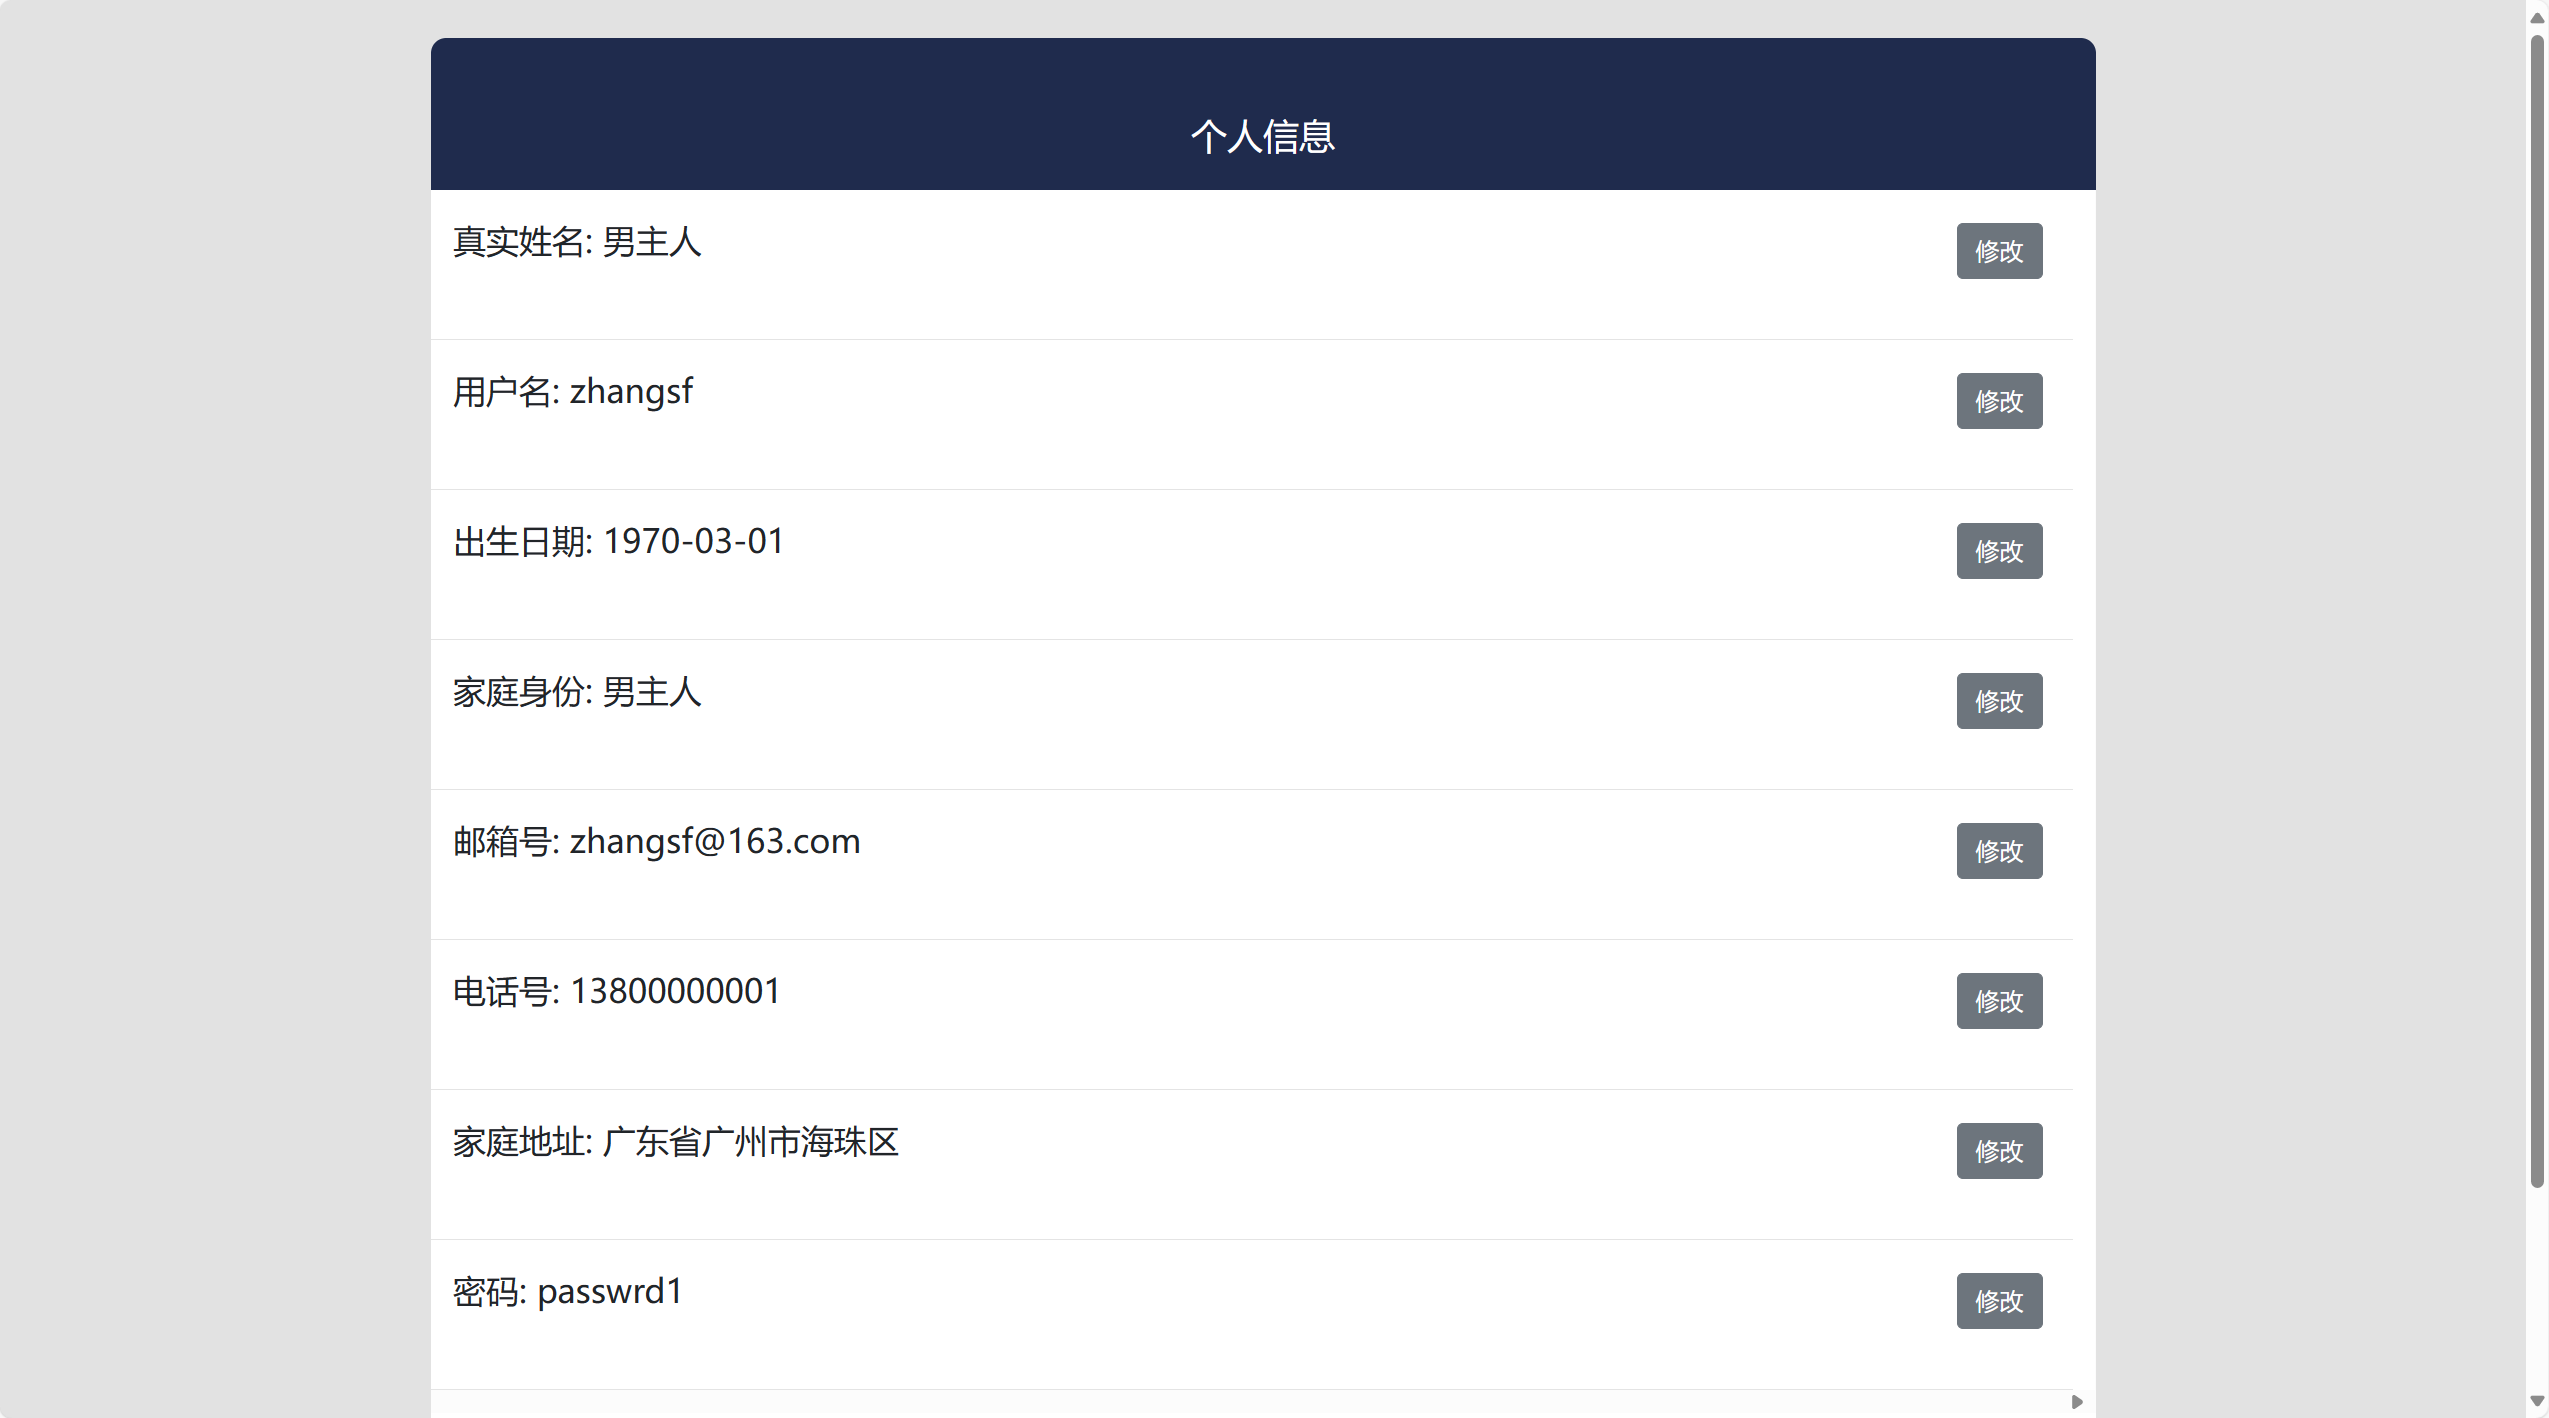 个人信息
真实姓名: 男主人
修改
用户名: zhangsf
修改
出生日期: 1970-03-01
修改
家庭身份: 男主人
修改
邮箱号: zhangsf@163.com
修改
电话号: 13800000001
修改
家庭地址: 广东省广州市海珠区
修改
密码: passwrd1
修改